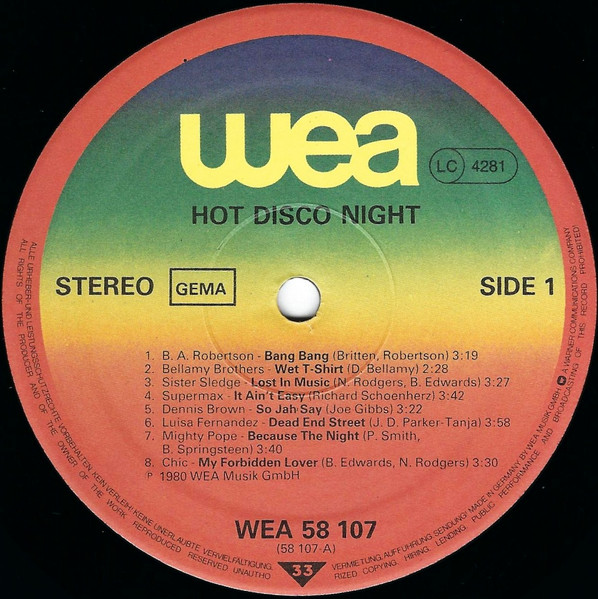 wea
LC 4281
HOT DISCO NIGHT
STEREO GEMA SIDE 1
1. B. A. Robertson - Bang Bang (Britten, Robertson) 3:19
2. Bellamy Brothers - Wet T-Shirt (D. Bellamy) 2:28
3. Sister Sledge - Lost In Music (N. Rodgers, B. Edwards) 3:27
4. Supermax - It Ain't Easy (Richard Schoenherz) 3:42
5. Dennis Brown - So Jah Say (Joe Gibbs) 3:22
6. Luisa Fernandez - Dead End Street (J. D. Parker-Tanja) 3:58
7. Mighty Pope - Because The Night (P. Smith,
B. Springsteen) 3:40
8. Chic - My Forbidden Lover (B. Edwards, N. Rodgers) 3:30
℗ 1980 WEA Musik GmbH
WEA 58 107
(58 107-A)
33
ALLE URHEBER- UND LEISTUNGSSCHUTZRECHTE VORBEHALTEN. KEIN VERLEIH! KEINE UNERLAUBTE VERVIELFÄLTIGUNG, VERMIETUNG, AUFFÜHRUNG, SENDUNG! MADE IN GERMANY BY WEA MUSIK GMBH A WARNER COMMUNICATIONS COMPANY
ALL RIGHTS OF THE PRODUCER AND OF THE OWNER OF THE WORK REPRODUCED RESERVED UNAUTHORIZED COPYING, HIRING, LENDING PUBLIC PERFORMANCE AND BROADCASTING OF THIS RECORD PROHIBITED!